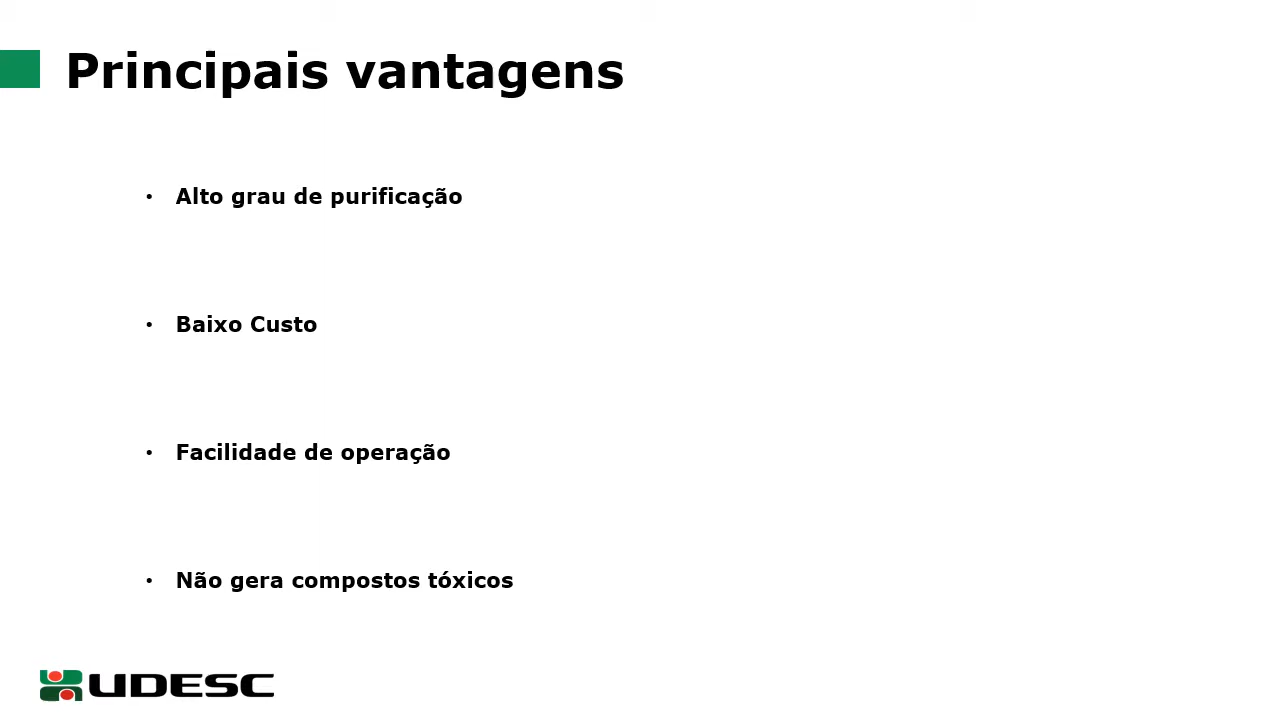 Principais vantagens
• Alto grau de purificação
• Baixo Custo
• Facilidade de operação
• Não gera compostos tóxicos
UDESC